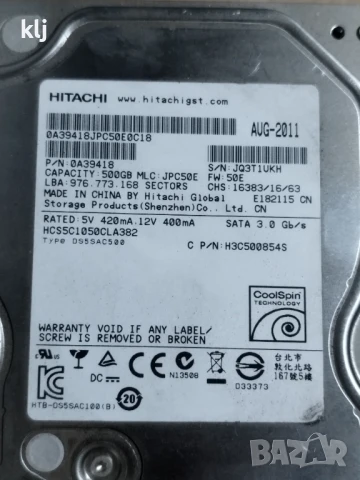 klj
HITACHI www.hitachigst.com
0A39418JPC50E0C18
AUG-2011
P/N:0A39418 S/N:JQ3T1UKH
CAPACITY:500GB MLC:JPC50E FW:50E
LBA:976.773.168 SECTORS CHS:16383/16/63
MADE IN CHINA BY Hitachi Global E182115 CN
Storage Products(Shenzhen)Co.. Ltd. CN
RATED:5V 420mA.12V 400mA SATA 3.0 Gb/s
HCS5C1050CLA382
TYPE DS5SAC500 C P/N:H3C500854S
CoolSpin
TECHNOLOGY
WARRANTY VOID IF ANY SEAL OR LABEL
SCREW IS REMOVED OR BROKEN
DC N13508
D33373
台北市
敦化北路
167號5樓
HTB-DS5SAC100(B) 20
BAZAR.bg